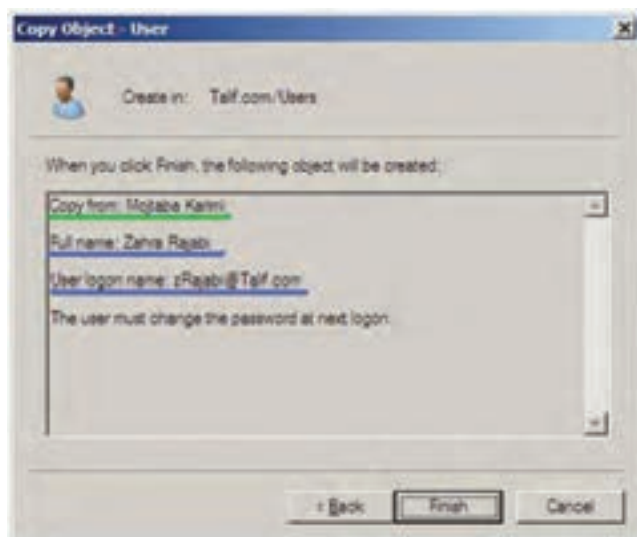 Copy Object - User
Create in: Talif.com/Users
When you click Finish, the following object will be created:
Copy from: Mojtaba Karimi
Full name: Zahra Rajabi
User logon name: zRajabi@Talif.com
The user must change the password at next logon.
< Back
Finish
Cancel